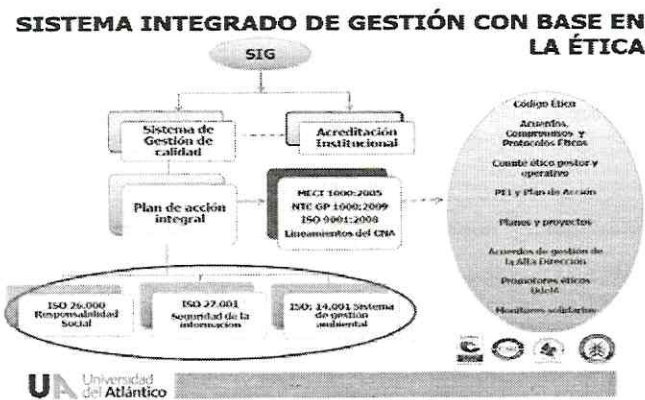 SISTEMA INTEGRADO DE GESTIÓN CON BASE EN
LA ÉTICA
SIG
Sistema de
Gestión de
calidad
Acreditación
Institucional
Plan de acción
integral
MECI 1000:2005
NTC GP 1000:2009
ISO 9001:2008
Lineamientos del CNA
Código Ético
Acuerdos,
Compromisos y
Protocolos Éticos
Comité ético gestor y
operativo
PEI y Plan de Acción
Planes y proyectos
Acuerdos de gestión de
la Alta Dirección
Promotores éticos
Monitores solidarios
y
ISO 26.000
Responsabilidad
Social
ISO 27.001
Seguridad de la
información
ISO: 14.001 Sistema
de gestión
ambiental
UA Universidad
del Atlántico